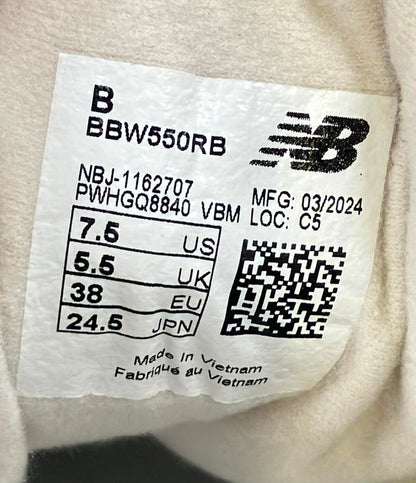 B
BBW550RB
NB
NBJ-1162707
PWHGQ8840 VBM
MFG: 03/2024
LOC: C5
7.5 US
5.5 UK
38 EU
24.5 JPN
Made In Vietnam
Fabriqué au Vietnam